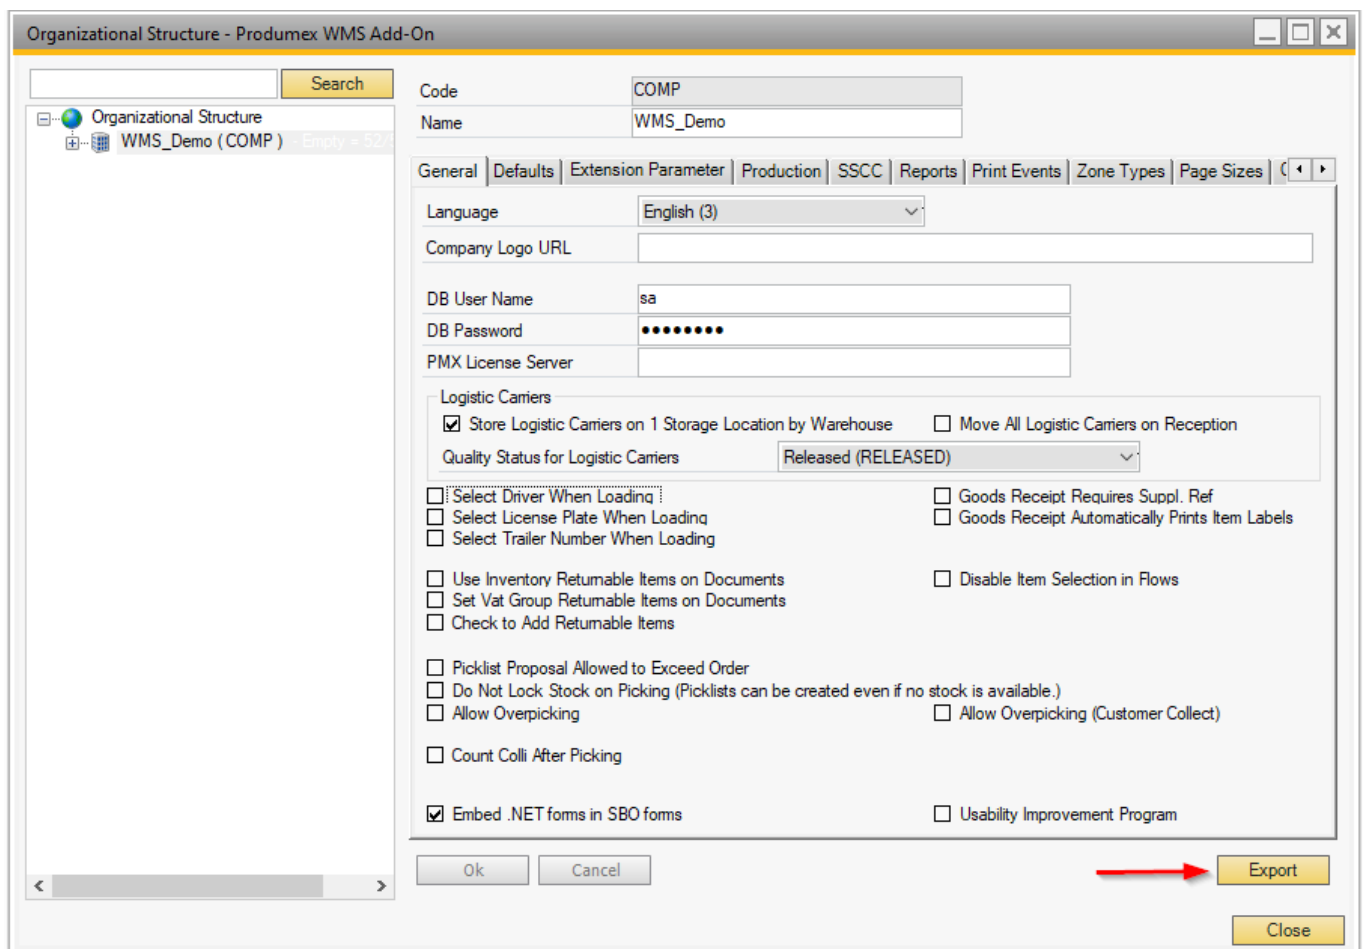 Organizational Structure - Produmex WMS Add-On
Search
Organizational Structure
WMS_Demo ( COMP ) - Empty = 52/
Code COMP
Name WMS_Demo
General Defaults Extension Parameter Production SSCC Reports Print Events Zone Types Page Sizes
Language English (3)
Company Logo URL
DB User Name sa
DB Password ●●●●●●●●
PMX License Server
Logistic Carriers
Store Logistic Carriers on 1 Storage Location by Warehouse Move All Logistic Carriers on Reception
Quality Status for Logistic Carriers Released (RELEASED)
Select Driver When Loading Goods Receipt Requires Suppl. Ref
Select License Plate When Loading Goods Receipt Automatically Prints Item Labels
Select Trailer Number When Loading
Use Inventory Returnable Items on Documents Disable Item Selection in Flows
Set Vat Group Returnable Items on Documents
Check to Add Returnable Items
Picklist Proposal Allowed to Exceed Order
Do Not Lock Stock on Picking (Picklists can be created even if no stock is available.)
Allow Overpicking Allow Overpicking (Customer Collect)
Count Colli After Picking
Embed .NET forms in SBO forms Usability Improvement Program
Ok Cancel Export
Close